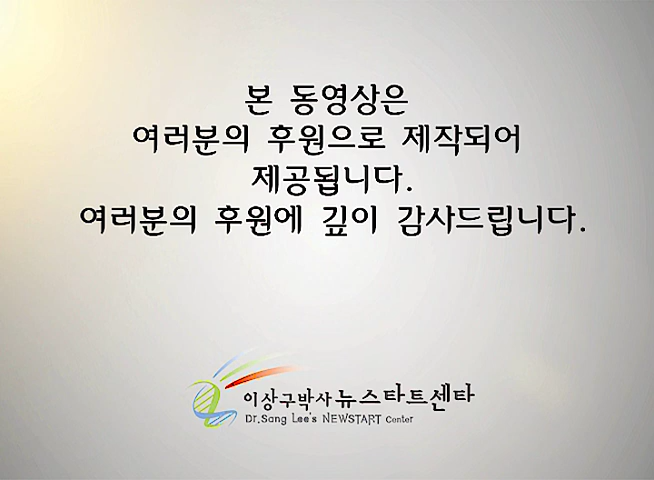 본 동영상은
여러분의 후원으로 제작되어
제공됩니다.
여러분의 후원에 깊이 감사드립니다.
이상구박사 뉴스타트센타
Dr.Sang Lee's NEWSTART Center